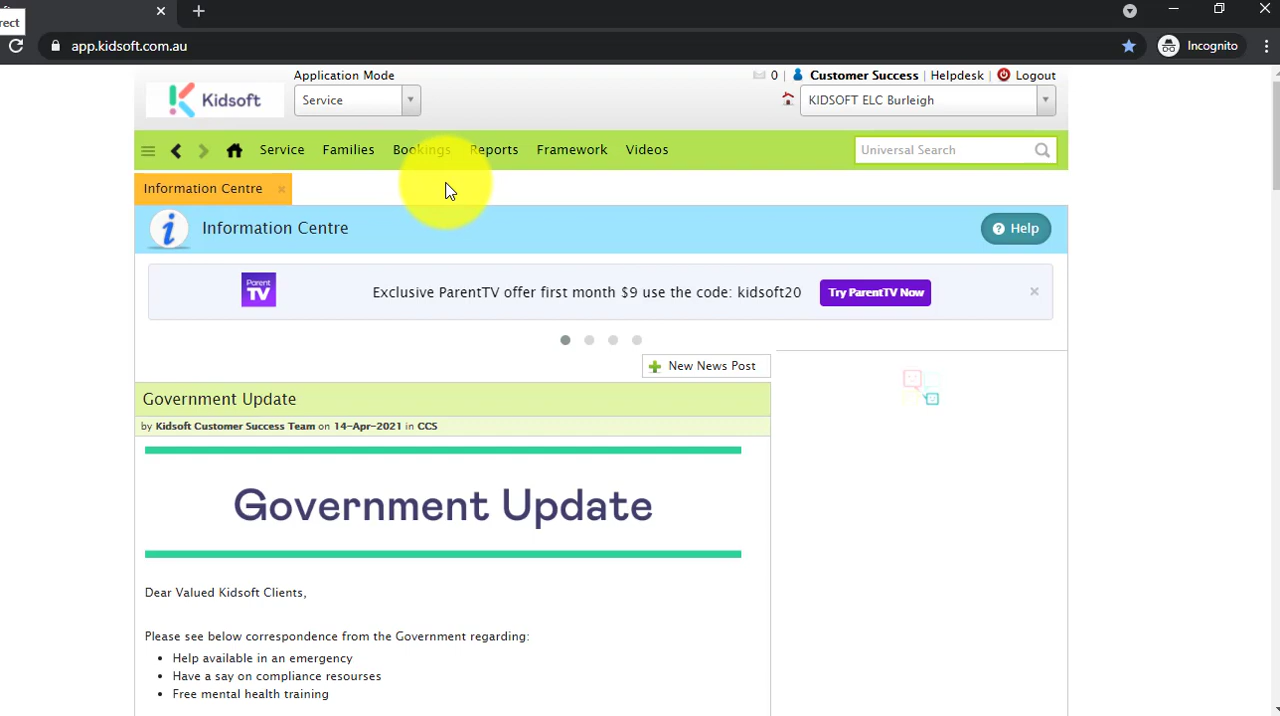 rect
app.kidsoft.com.au
Incognito
Kidsoft
Application Mode
Service
0 | Customer Success | Helpdesk | Logout
KIDSOFT ELC Burleigh
Service Families Bookings Reports Framework Videos
Universal Search
Information Centre
Information Centre
Help
Parent
TV
Exclusive ParentTV offer first month $9 use the code: kidsoft20
Try ParentTV Now
New News Post
Government Update
by Kidsoft Customer Success Team on 14-Apr-2021 in CCS
Government Update
Dear Valued Kidsoft Clients,
Please see below correspondence from the Government regarding:
• Help available in an emergency
• Have a say on compliance resourses
• Free mental health training